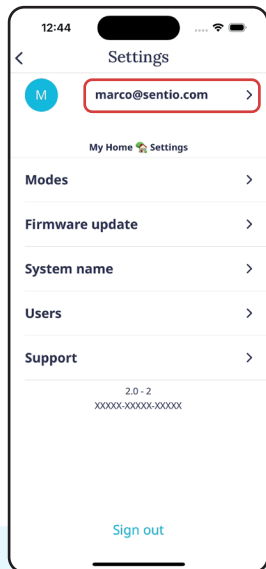 12:44
Settings
M
marco@sentio.com
My Home 🏡 Settings
Modes
Firmware update
System name
Users
Support
2.0 - 2
XXXXX-XXXXX-XXXXX
Sign out